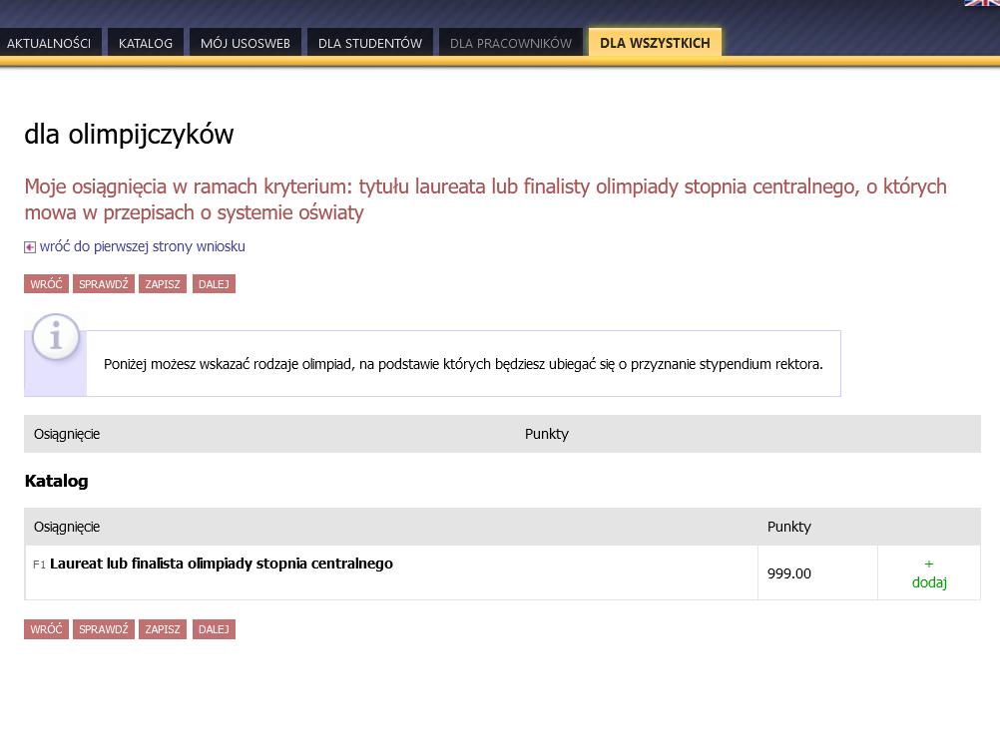 AKTUALNOŚCI KATALOG MÓJ USOSWEB DLA STUDENTÓW DLA PRACOWNIKÓW DLA WSZYSTKICH
dla olimpijczyków
Moje osiągnięcia w ramach kryterium: tytułu laureata lub finalisty olimpiady stopnia centralnego, o których
mowa w przepisach o systemie oświaty
wróć do pierwszej strony wniosku
WRÓĆ SPRAWDŹ ZAPISZ DALEJ
Poniżej możesz wskazać rodzaje olimpiad, na podstawie których będziesz ubiegać się o przyznanie stypendium rektora.
Osiągnięcie Punkty
Katalog
Osiągnięcie Punkty
F1 Laureat lub finalista olimpiady stopnia centralnego
999.00
+
dodaj
WRÓĆ SPRAWDŹ ZAPISZ DALEJ